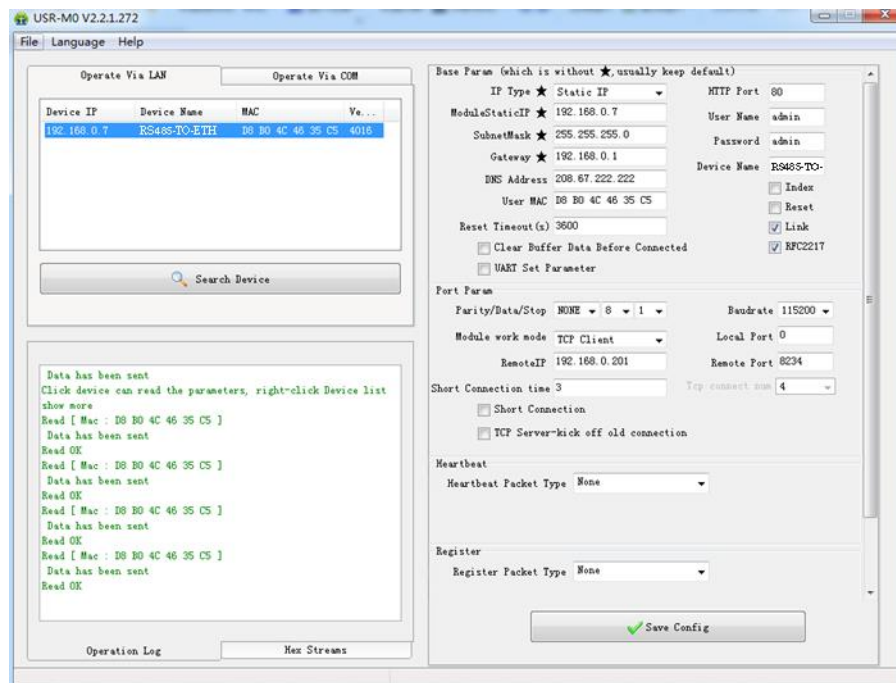 USR-M0 V2.2.1.272
File Language Help
Operate Via LAN Operate Via COM
Device IP Device Name MAC Ve...
192.168.0.7 RS485-TO-ETH D8 B0 4C 46 35 C5 4016
Search Device
Data has been sent
Click device can read the parameters, right-click Device list
show more
Read [ Mac : D8 B0 4C 46 35 C5 ]
Data has been sent
Read OK
Read [ Mac : D8 B0 4C 46 35 C5 ]
Data has been sent
Read OK
Read [ Mac : D8 B0 4C 46 35 C5 ]
Data has been sent
Read OK
Read [ Mac : D8 B0 4C 46 35 C5 ]
Data has been sent
Read OK
Operation Log Hex Streams
Base Param (which is without ★,usually keep default)
IP Type ★ Static IP HTTP Port 80
ModuleStaticIP ★ 192.168.0.7 User Name admin
SubnetMask ★ 255.255.255.0 Password admin
Gateway ★ 192.168.0.1 Device Name RS485-TO-
DNS Address 208.67.222.222 Index
User MAC D8 B0 4C 46 35 C5 Reset
Reset Timeout(s) 3600 Link
Clear Buffer Data Before Connected RFC2217
UART Set Parameter
Port Param
Parity/Data/Stop NONE 8 1 Baudrate 115200
Module work mode TCP Client Local Port 0
RemoteIP 192.168.0.201 Remote Port 8234
Short Connection time 3 Tcp connect num 4
Short Connection
TCP Server-kick off old connection
Heartbeat
Heartbeat Packet Type None
Register
Register Packet Type None
Save Config